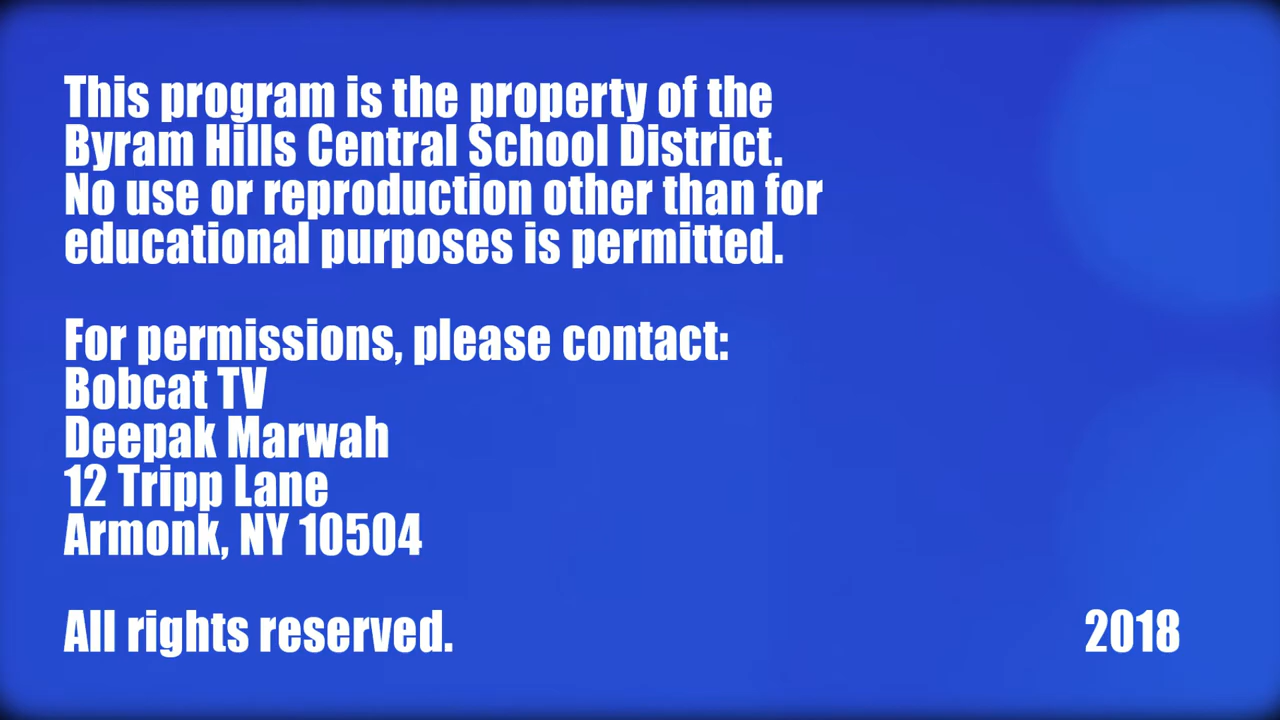 This program is the property of the
Byram Hills Central School District.
No use or reproduction other than for
educational purposes is permitted.
For permissions, please contact:
Bobcat TV
Deepak Marwah
12 Tripp Lane
Armonk, NY 10504
All rights reserved.
2018